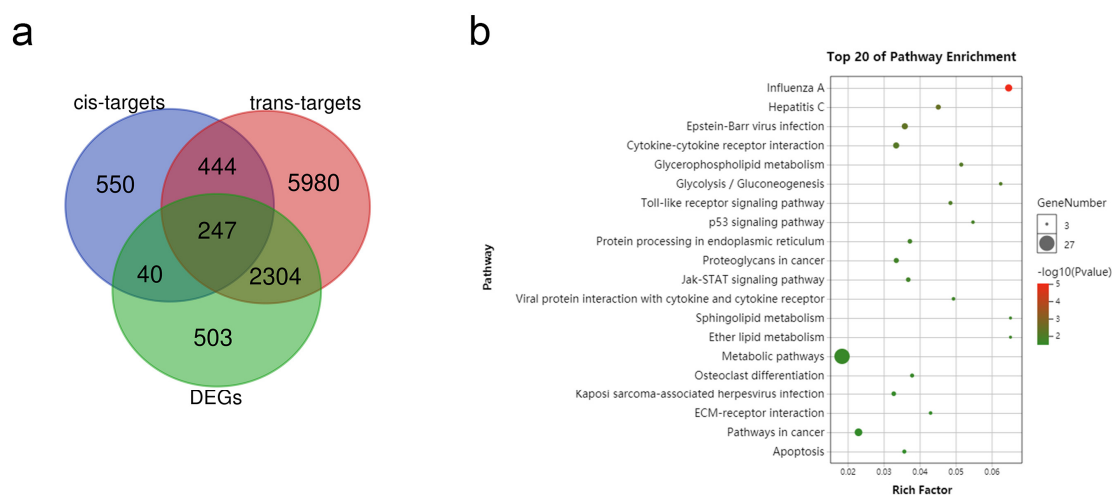 a
cis-targets
trans-targets
550
444
5980
247
40
2304
503
DEGs
b
Top 20 of Pathway Enrichment
Pathway
Influenza A
Hepatitis C
Epstein-Barr virus infection
Cytokine-cytokine receptor interaction
Glycerophospholipid metabolism
Glycolysis / Gluconeogenesis
Toll-like receptor signaling pathway
p53 signaling pathway
Protein processing in endoplasmic reticulum
Proteoglycans in cancer
Jak-STAT signaling pathway
Viral protein interaction with cytokine and cytokine receptor
Sphingolipid metabolism
Ether lipid metabolism
Metabolic pathways
Osteoclast differentiation
Kaposi sarcoma-associated herpesvirus infection
ECM-receptor interaction
Pathways in cancer
Apoptosis
0.02 0.03 0.04 0.05 0.06
Rich Factor
GeneNumber
3
27
-log10(Pvalue)
5
4
3
2